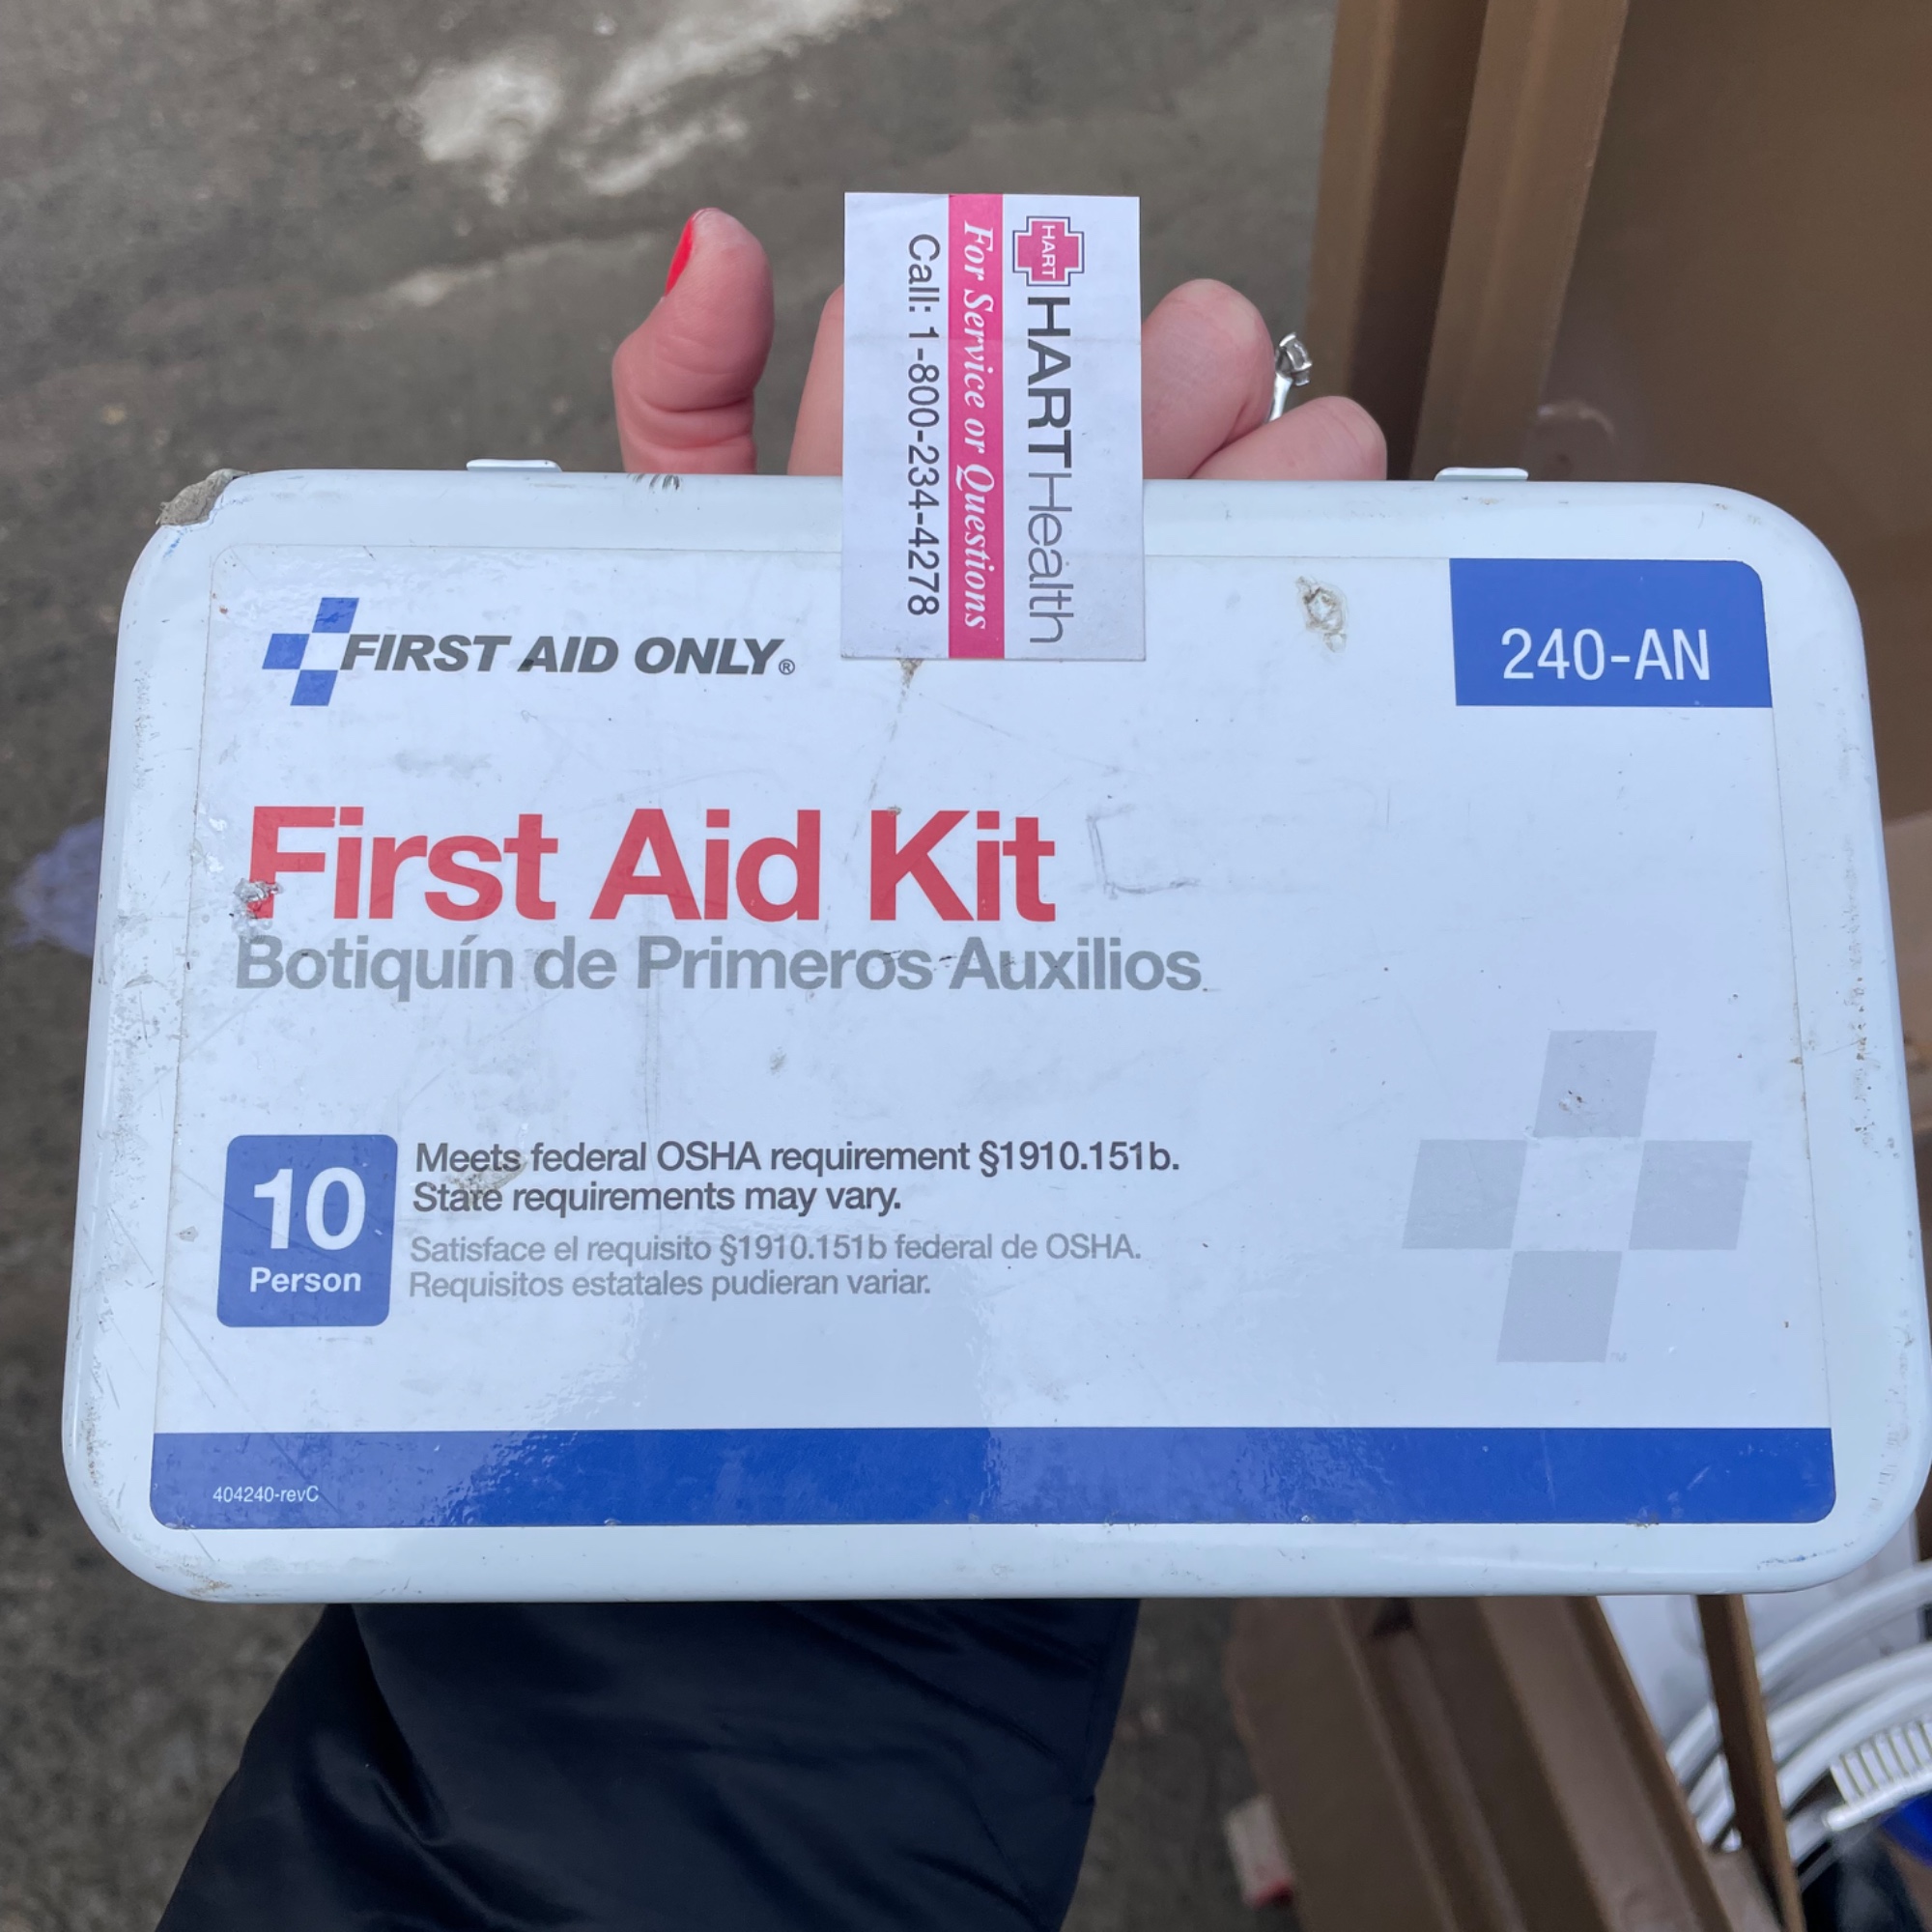 HART
HARTHealth
For Service or Questions
Call: 1-800-234-4278
FIRST AID ONLY®
240-AN
First Aid Kit
Botiquín de Primeros Auxilios
10
Person
Meets federal OSHA requirement §1910.151b.
State requirements may vary.
Satisface el requisito §1910.151b federal de OSHA.
Requisitos estatales pudieran variar.
404240-revC